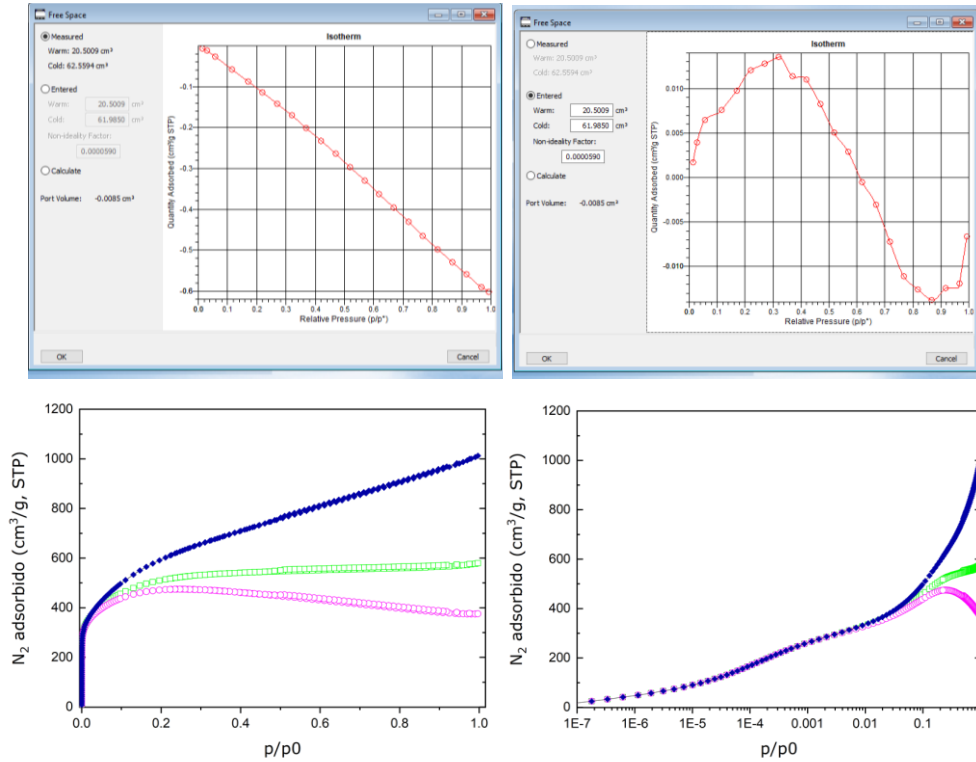 Free Space
Measured
Warm: 20.5009 cm³
Cold: 62.5594 cm³
Entered
Warm: 20.5009 cm³
Cold: 61.9850 cm³
Non-ideality Factor:
0.0000590
Calculate
Port Volume: -0.0085 cm³
Isotherm
Quantity Adsorbed (cm³/g STP)
-0.1
-0.2
-0.3
-0.4
-0.5
-0.6
0.0 0.1 0.2 0.3 0.4 0.5 0.6 0.7 0.8 0.9 1.0
Relative Pressure (p/p°)
OK
Cancel
Free Space
Measured
Warm: 20.5009 cm³
Cold: 62.5594 cm³
Entered
Warm: 20.5009 cm³
Cold: 61.9850 cm³
Non-ideality Factor:
0.0000590
Calculate
Port Volume: -0.0085 cm³
Isotherm
Quantity Adsorbed (cm³/g STP)
0.010
0.005
0.000
-0.005
-0.010
0.0 0.1 0.2 0.3 0.4 0.5 0.6 0.7 0.8 0.9 1.0
Relative Pressure (p/p°)
OK
Cancel
N₂ adsorbido (cm³/g, STP)
1200
1000
800
600
400
200
0
0.0 0.2 0.4 0.6 0.8 1.0
p/p0
N₂ adsorbido (cm³/g, STP)
1200
1000
800
600
400
200
0
1E-7 1E-6 1E-5 1E-4 0.001 0.01 0.1
p/p0